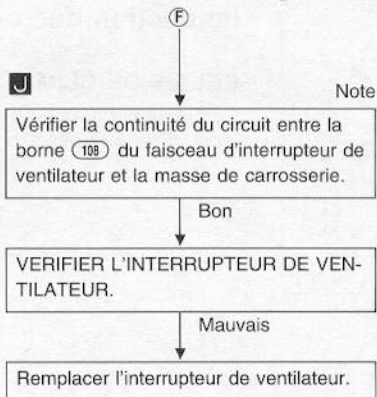 F
J
Note
Vérifier la continuité du circuit entre la
borne 108 du faisceau d'interrupteur de
ventilateur et la masse de carrosserie.
Bon
VERIFIER L'INTERRUPTEUR DE VEN-
TILATEUR.
Mauvais
Remplacer l'interrupteur de ventilateur.